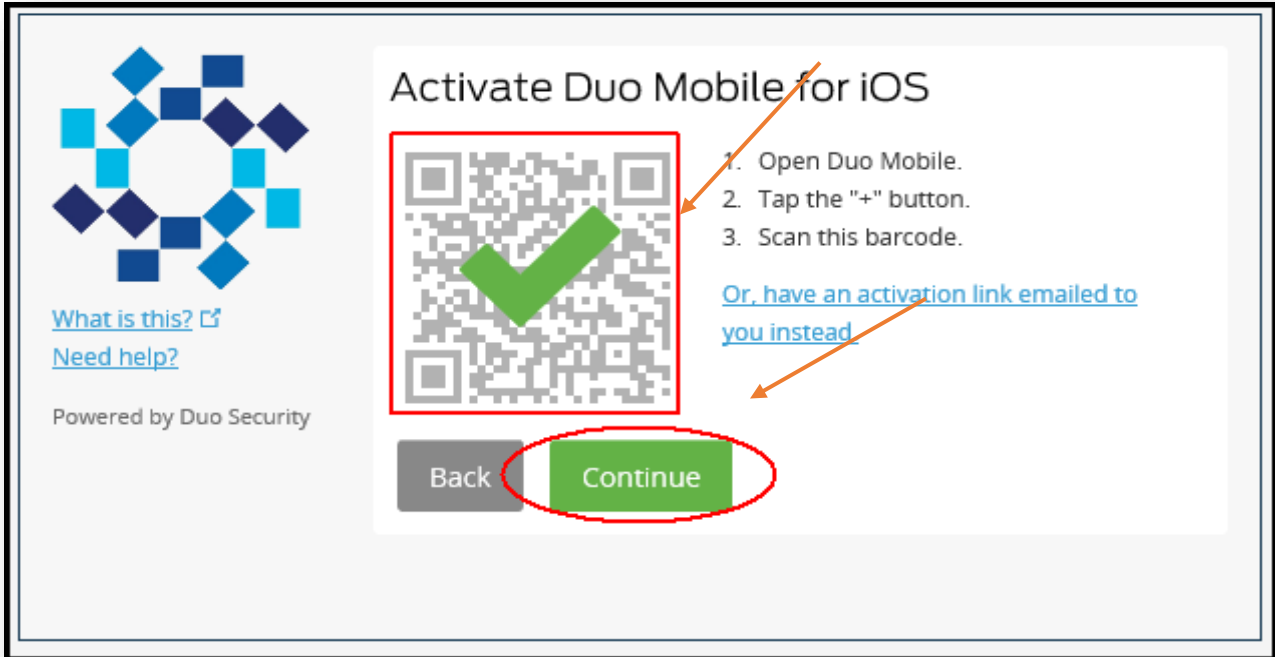 Activate Duo Mobile for iOS
1. Open Duo Mobile.
2. Tap the "+" button.
3. Scan this barcode.
Or, have an activation link emailed to
you instead.
What is this?
Need help?
Powered by Duo Security
Back
Continue